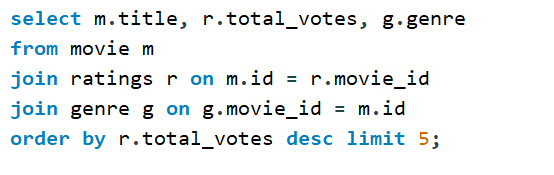 select m.title, r.total_votes, g.genre
from movie m
join ratings r on m.id = r.movie_id
join genre g on g.movie_id = m.id
order by r.total_votes desc limit 5;